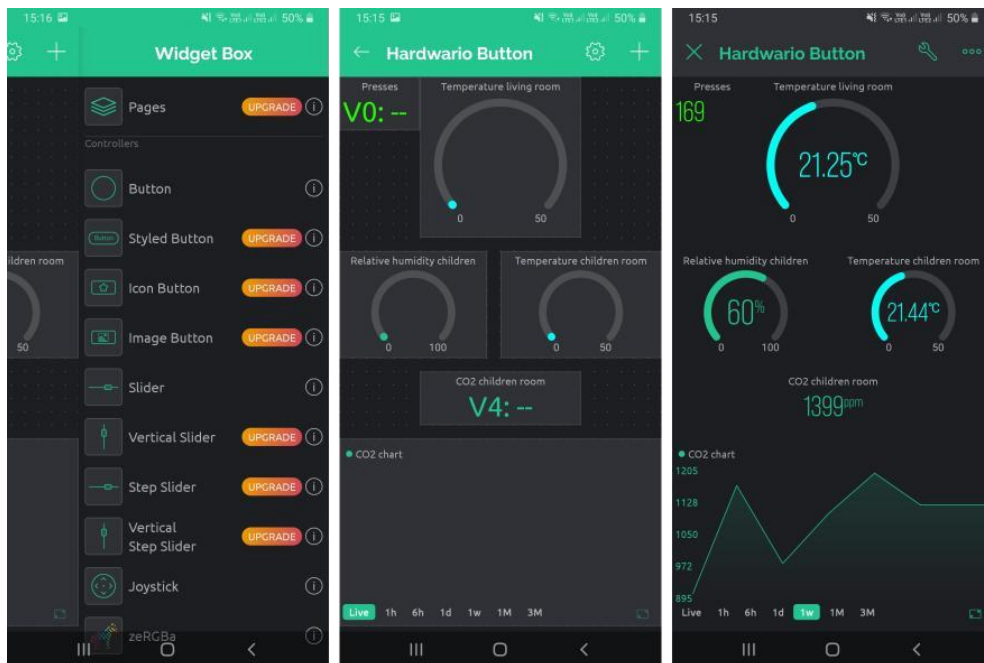 15:16
50%
Widget Box
Pages UPGRADE
Controllers
Button
Styled Button UPGRADE
Icon Button UPGRADE
Image Button UPGRADE
Slider
Vertical Slider UPGRADE
Step Slider UPGRADE
Vertical
Step Slider UPGRADE
Joystick
zeRGBa
ildren room
50
15:15
50%
Hardwario Button
Presses
V0: --
Temperature living room
0 50
Relative humidity children
0 100
Temperature children room
0 50
CO2 children room
V4: --
CO2 chart
Live 1h 6h 1d 1w 1M 3M
15:15
50%
Hardwario Button
Presses
169
Temperature living room
21.25°C
0 50
Relative humidity children
60%
0 100
Temperature children room
21.44°C
0 50
CO2 children room
1399ppm
CO2 chart
1205
1128
1050
972
895
Live 1h 6h 1d 1w 1M 3M